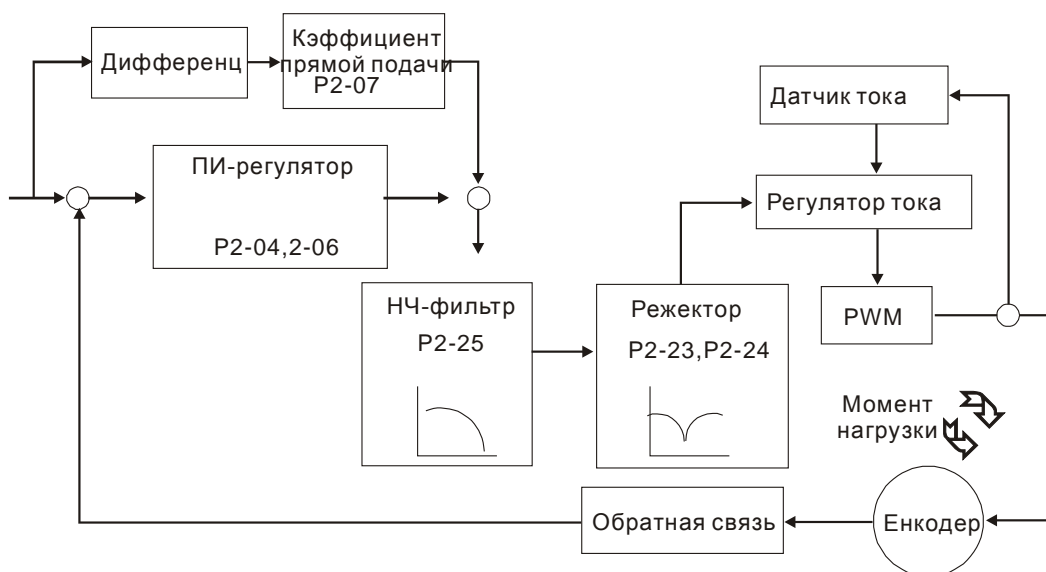 Дифференц
Кэффициент
прямой подачи
P2-07
ПИ-регулятор
P2-04,2-06
Датчик тока
Регулятор тока
PWM
НЧ-фильтр
P2-25
Режектор
P2-23,P2-24
Момент
нагрузки
Обратная связь
Енкодер